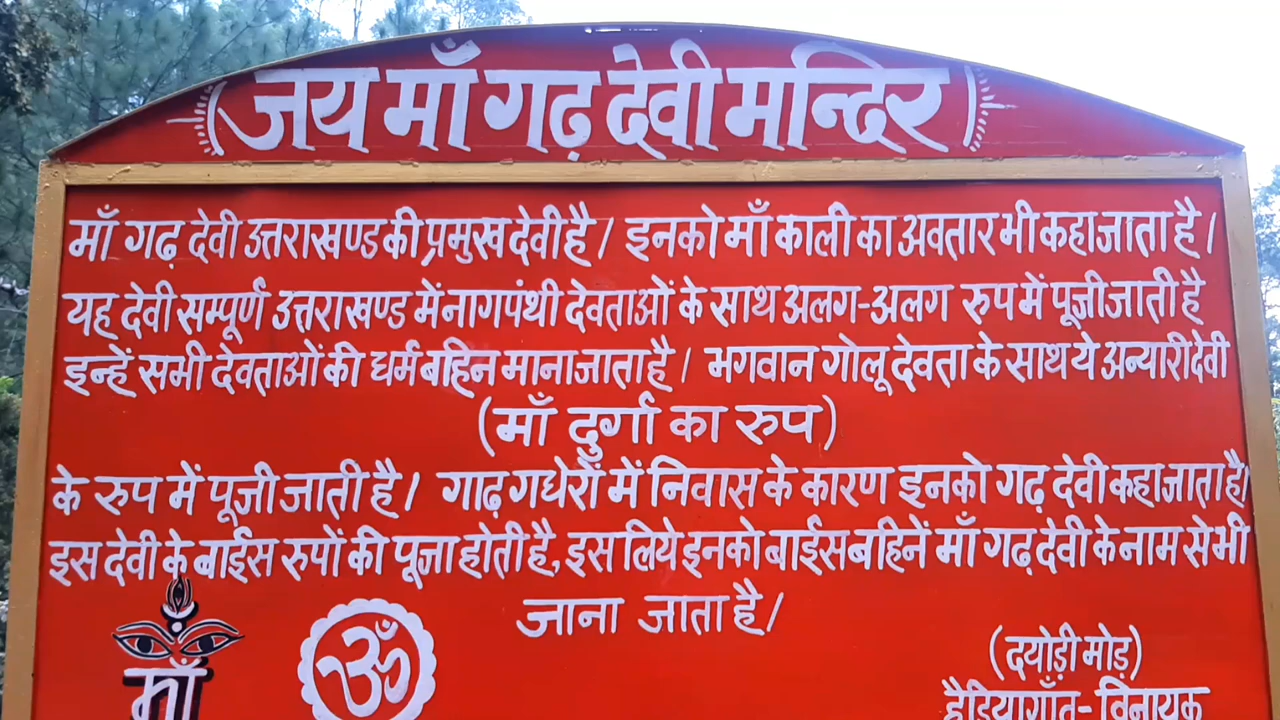 (जय माँ गढ़ देवी मन्दिर)
माँ गढ़ देवी उत्तराखण्ड की प्रमुख देवी है / इनको माँ काली का अवतार भी कहा जाता है /
यह देवी सम्पूर्ण उत्तराखण्ड में नागपंथी देवताओं के साथ अलग-अलग रुप में पूजी जाती है
इन्हें सभी देवताओं की धर्म बहिन माना जाता है / भगवान गोलू देवता के साथ ये अन्यारी देवी
(माँ दुर्गा का रुप)
के रुप में पूजी जाती है / गाढ़ गधेरों में निवास के कारण इनको गढ़ देवी कहा जाता है/
इस देवी के बाईस रुपों की पूजा होती है, इस लिये इनको बाईस बहिनें माँ गढ़ देवी के नाम से भी
जाना जाता है /
(दयोड़ी मोड़)
माँ
ॐ
हैडियागाँव- विनायक